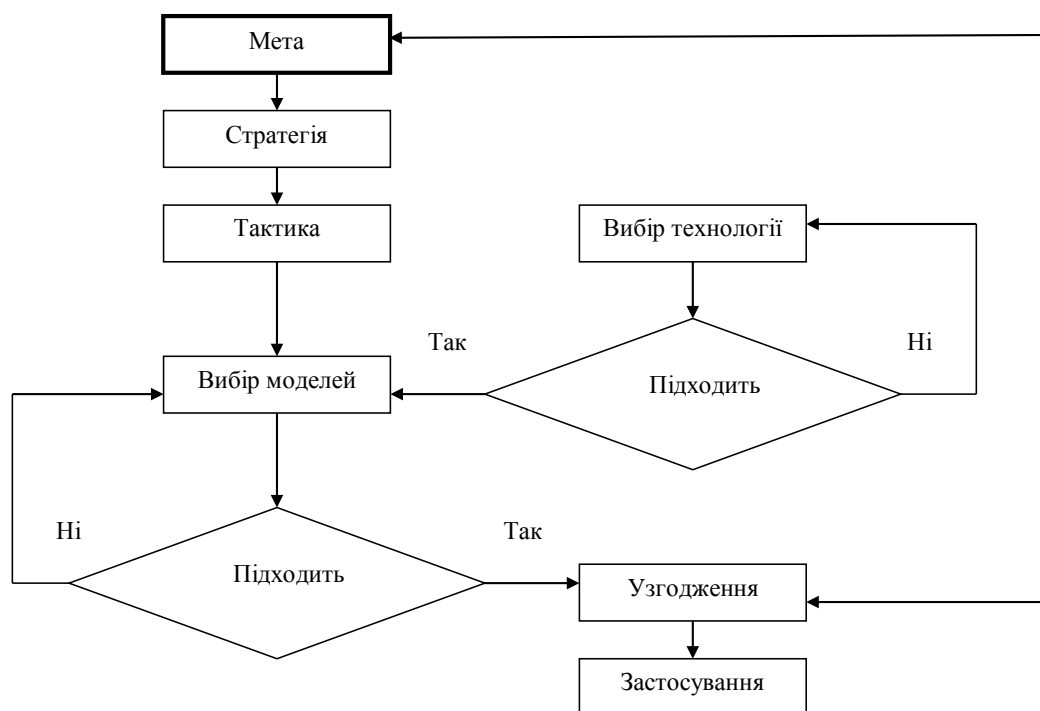 Мета
Стратегія
Тактика
Вибір технології
Так
Ні
Вибір моделей
Підходить
Ні
Так
Підходить
Узгодження
Застосування